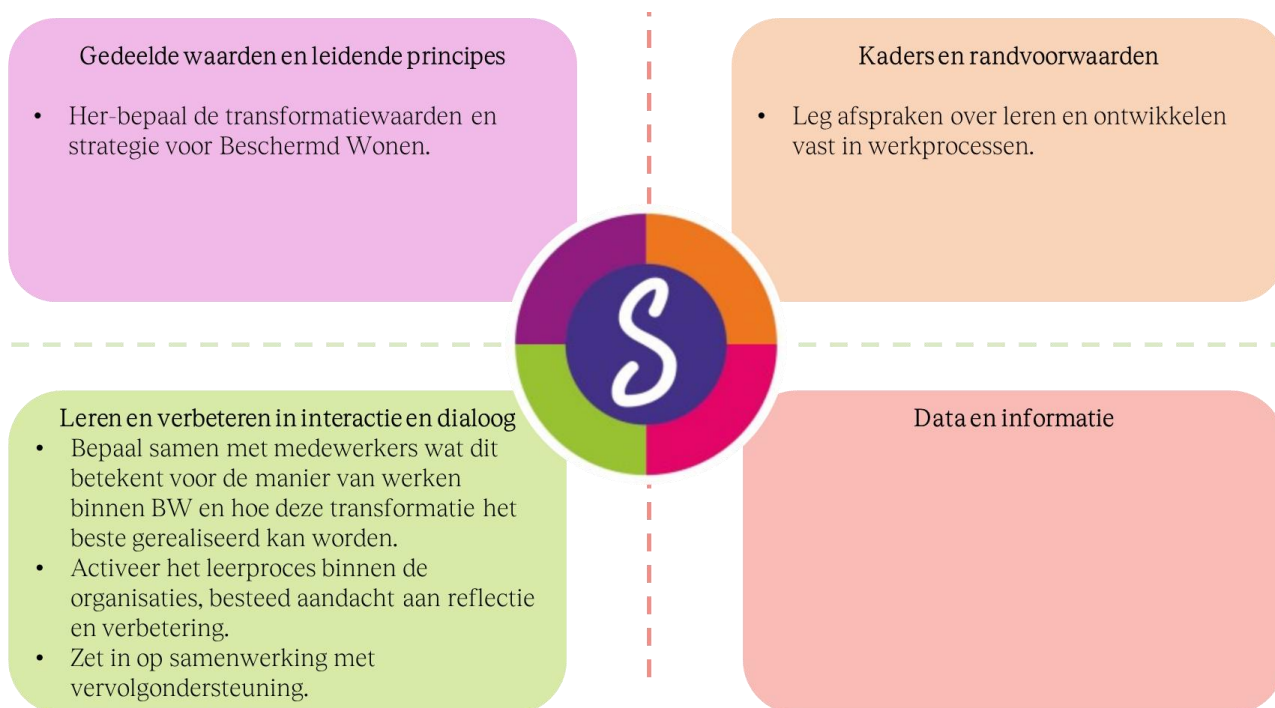 Gedeelde waarden en leidende principes
• Her-bepaal de transformatiewaarden en
strategie voor Beschermd Wonen.
Kaders en randvoorwaarden
• Leg afspraken over leren en ontwikkelen
vast in werkprocessen.
S
Leren en verbeteren in interactie en dialoog
• Bepaal samen met medewerkers wat dit
betekent voor de manier van werken
binnen BW en hoe deze transformatie het
beste gerealiseerd kan worden.
• Activeer het leerproces binnen de
organisaties, besteed aandacht aan reflectie
en verbetering.
• Zet in op samenwerking met
vervolgondersteuning.
Data en informatie